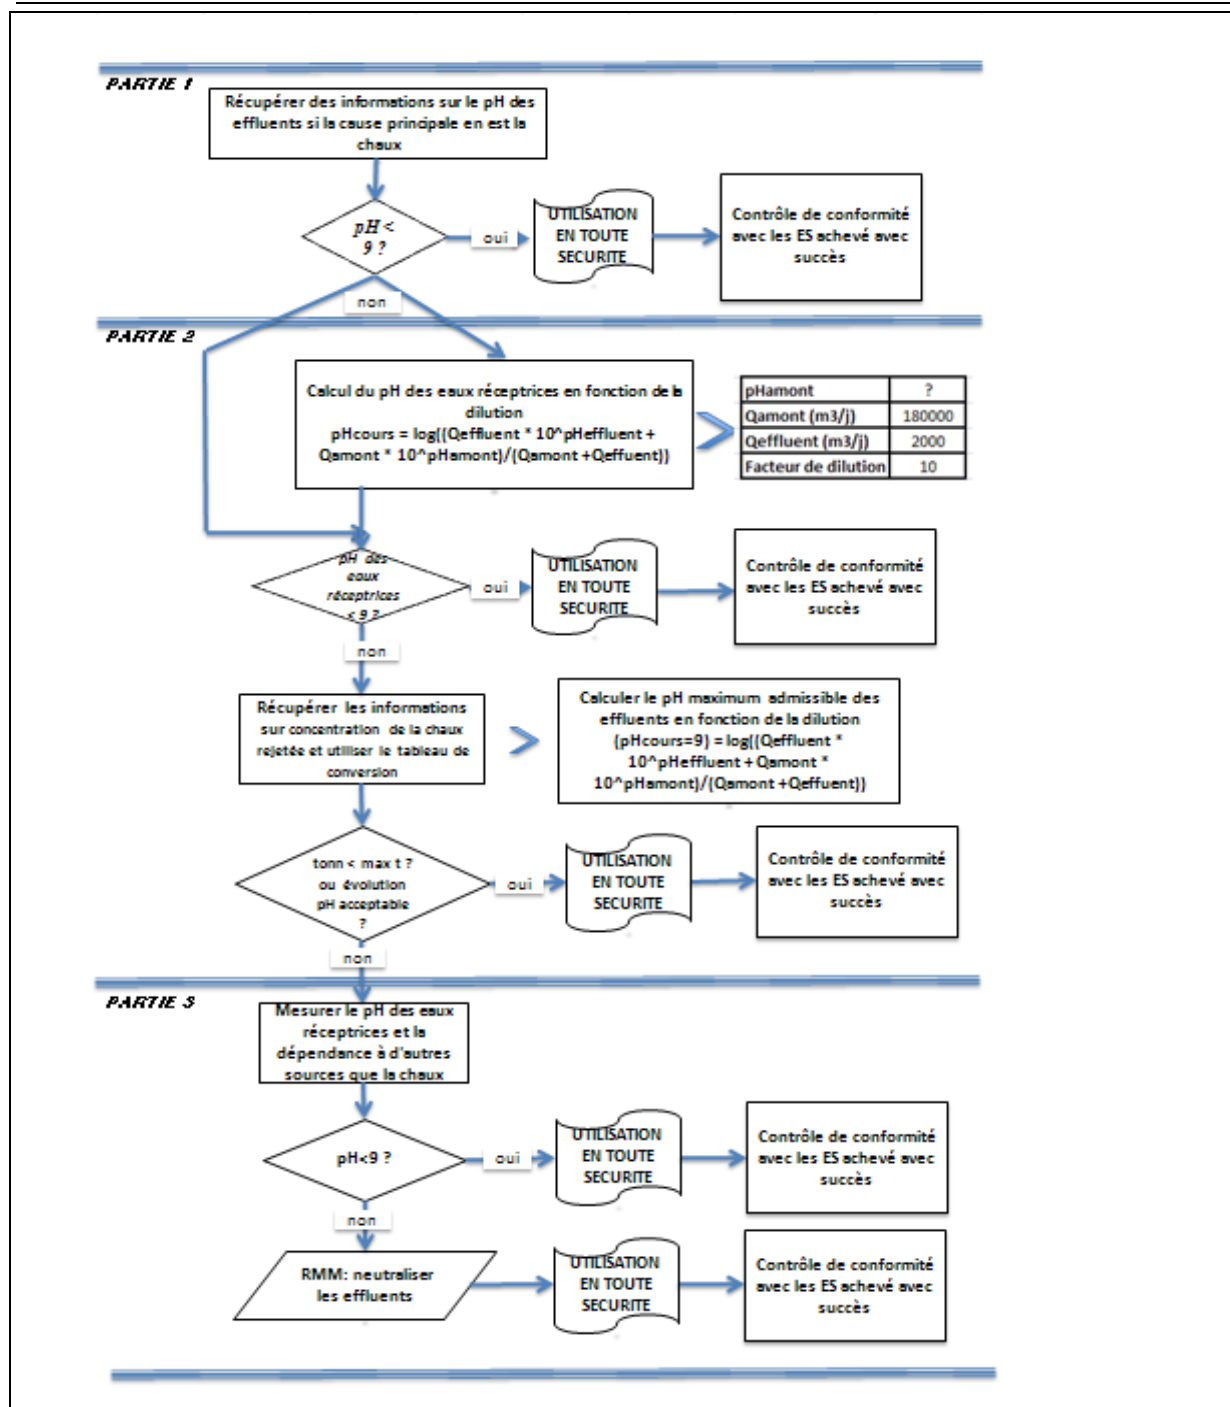 PARTIE 1
Récupérer des informations sur le pH des
effluents si la cause principale en est la
chaux
pH <
9 ?
oui
UTILISATION
EN TOUTE
SECURITE
Contrôle de conformité
avec les ES achevé avec
succès
non
PARTIE 2
Calcul du pH des eaux réceptrices en fonction de la
dilution
pHcours = log((Qeffluent * 10^pHeffluent +
Qamont * 10^pHamont)/(Qamont +Qeffuent))
pHamont ?
Qamont (m3/j) 180000
Qeffluent (m3/j) 2000
Facteur de dilution 10
pH des
eaux
réceptrices
< 9 ?
oui
UTILISATION
EN TOUTE
SECURITE
Contrôle de conformité
avec les ES achevé avec
succès
non
Récupérer les informations
sur concentration de la chaux
rejetée et utiliser le tableau de
conversion
Calculer le pH maximum admissible des
effluents en fonction de la dilution
(pHcours=9) = log((Qeffluent *
10^pHeffluent + Qamont *
10^pHamont)/(Qamont +Qeffuent))
tonn < max t ?
ou évolution
pH acceptable
?
oui
UTILISATION
EN TOUTE
SECURITE
Contrôle de conformité
avec les ES achevé avec
succès
non
PARTIE 3
Mesurer le pH des eaux
réceptrices et la
dépendance à d'autres
sources que la chaux
pH<9 ?
oui
UTILISATION
EN TOUTE
SECURITE
Contrôle de conformité
avec les ES achevé avec
succès
non
RMM: neutraliser
les effluents
UTILISATION
EN TOUTE
SECURITE
Contrôle de conformité
avec les ES achevé avec
succès